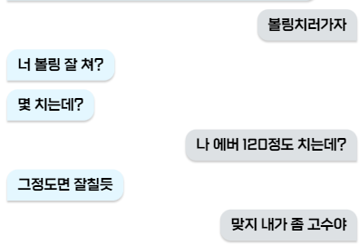 볼링치러가자
너 볼링 잘 쳐?
몇 치는데?
나 에버 120정도 치는데?
그정도면 잘칠듯
맞지 내가 좀 고수야